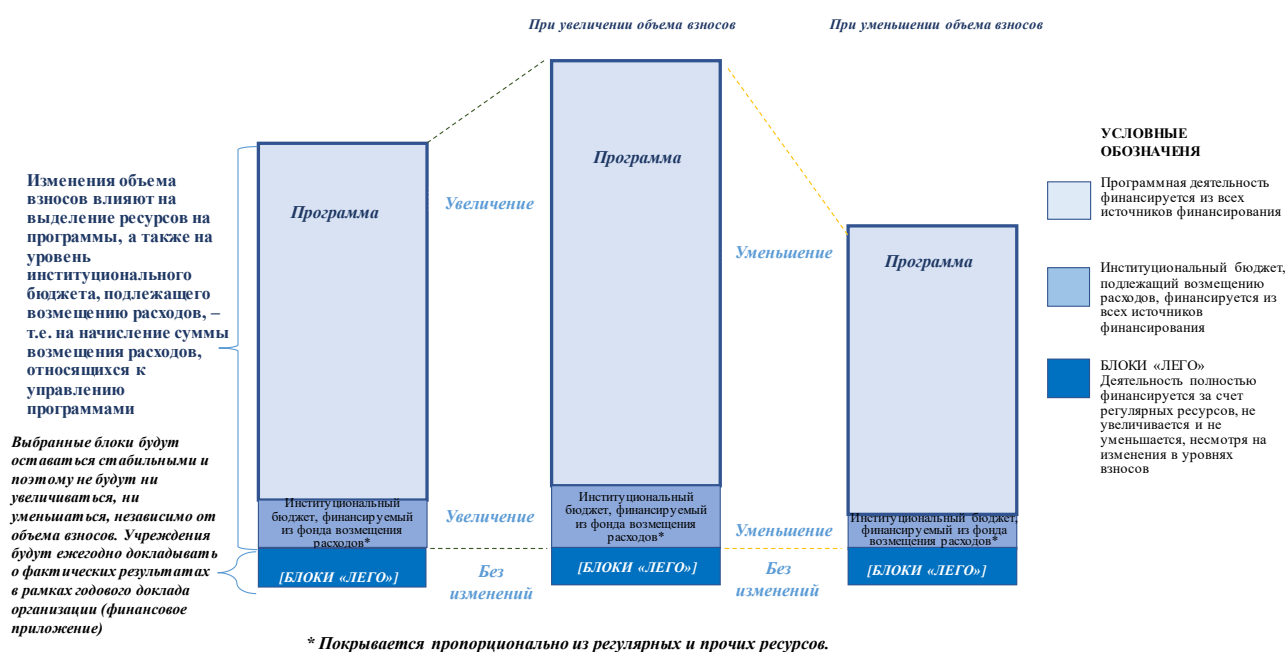 При увеличении объема взносов
При уменьшении объема взносов
Изменения объема
взносов влияют на
выделение ресурсов на
программы, а также на
уровень
институционального
бюджета, подлежащего
возмещению расходов, –
т.е. на начисление суммы
возмещения расходов,
относящихся к
управлению
программами
Выбранные блоки будут
оставаться стабильными и
поэтому не будут ни
увеличиваться, ни
уменьшаться, независимо от
объема взносов. Учреждения
будут ежегодно докладывать
о фактических результатах
в рамках годового доклада
организации (финансовое
приложение)
Программа
Институциональный
бюджет, финансируемый
из фонда возмещения
расходов*
[БЛОКИ «ЛЕГО»]
Увеличение
Увеличение
Без
изменений
Программа
Институциональный
бюджет, финансируемый
из фонда возмещения
расходов*
[БЛОКИ «ЛЕГО»]
Уменьшение
Уменьшение
Без
изменений
Программа
Институциональный бюджет,
финансируемый из фонда
возмещения расходов*
[БЛОКИ «ЛЕГО»]
УСЛОВНЫЕ
ОБОЗНАЧЕНЯ
Программная деятельность
финансируется из всех
источников финансирования
Институциональный бюджет,
подлежащий возмещению
расходов, финансируется из
всех источников
финансирования
БЛОКИ «ЛЕГО»
Деятельность полностью
финансируется за счет
регулярных ресурсов, не
увеличивается и не
уменьшается, несмотря на
изменения в уровнях
взносов
* Покрывается пропорционально из регулярных и прочих ресурсов.